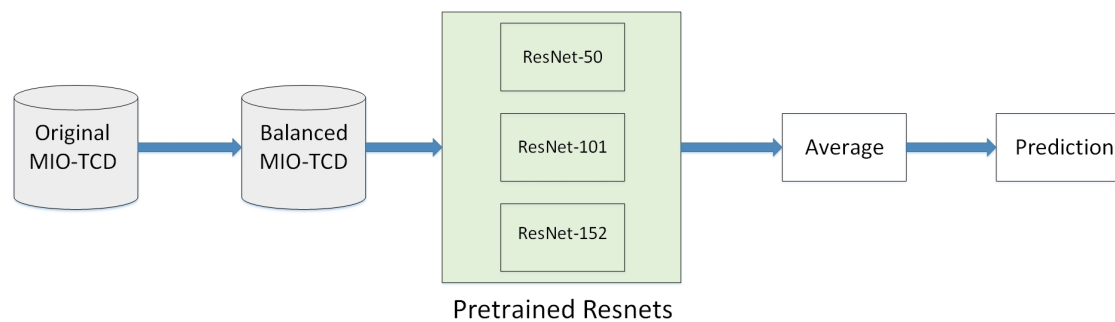 Original
MIO-TCD
Balanced
MIO-TCD
ResNet-50
ResNet-101
ResNet-152
Pretrained Resnets
Average
Prediction